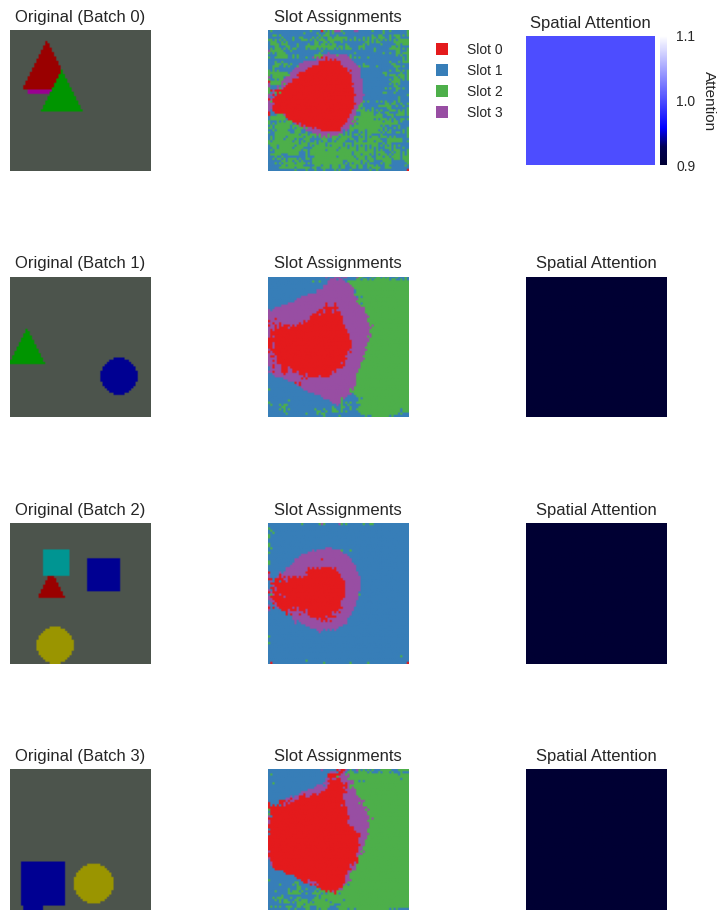 Original (Batch 0)
Slot Assignments
Slot 0
Slot 1
Slot 2
Slot 3
Spatial Attention
1.1
1.0
0.9
Attention
Original (Batch 1)
Slot Assignments
Spatial Attention
Original (Batch 2)
Slot Assignments
Spatial Attention
Original (Batch 3)
Slot Assignments
Spatial Attention